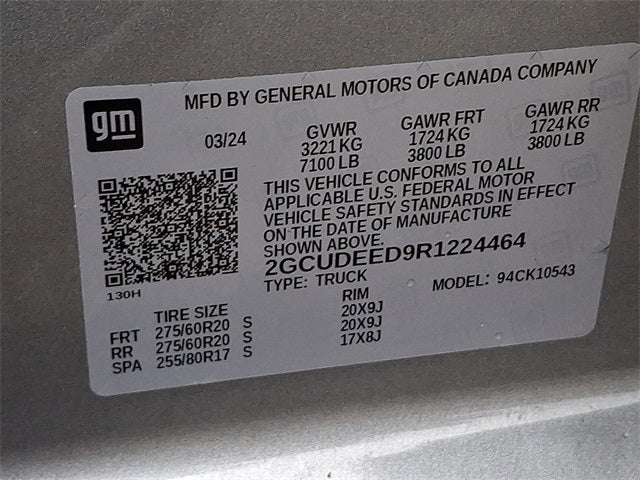 gm
MFD BY GENERAL MOTORS OF CANADA COMPANY
03/24 GVWR GAWR FRT GAWR RR
3221 KG 1724 KG 1724 KG
7100 LB 3800 LB 3800 LB
THIS VEHICLE CONFORMS TO ALL
APPLICABLE U.S. FEDERAL MOTOR
VEHICLE SAFETY STANDARDS IN EFFECT
ON THE DATE OF MANUFACTURE
SHOWN ABOVE.
2GCUDEED9R1224464
TYPE: TRUCK MODEL: 94CK10543
130H
TIRE SIZE RIM
FRT 275/60R20 S 20X9J
RR 275/60R20 S 20X9J
SPA 255/80R17 S 17X8J